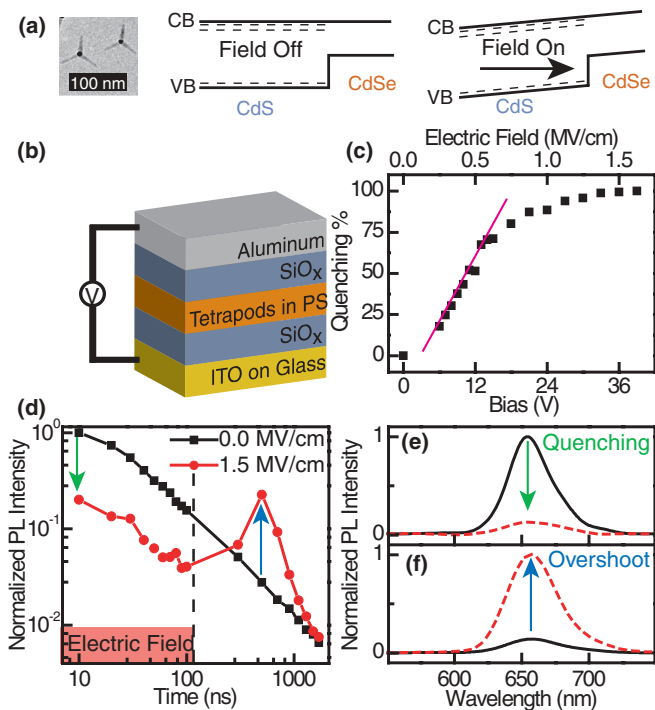 (a)
100 nm
CB
Field Off
VB
CdS
CdSe
CB
Field On
VB
CdS
CdSe
(b)
V
Aluminum
SiOx
Tetrapods in PS
SiOx
ITO on Glass
(c)
Electric Field (MV/cm)
0.0 0.5 1.0 1.5
Quenching %
100
75
50
25
0
0 12 24 36
Bias (V)
(d)
Normalized PL Intensity
10^0
10^-1
10^-2
0.0 MV/cm
1.5 MV/cm
Electric Field
10 100 1000
Time (ns)
(e)
Quenching
1
0
(f)
Overshoot
1
0
Normalized PL Intensity
600 650 700
Wavelength (nm)